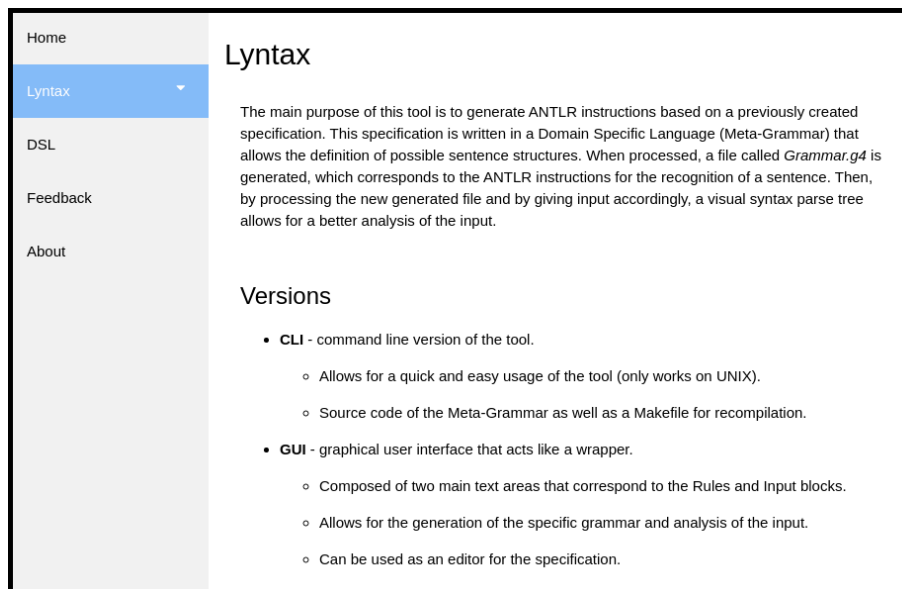 Home
Lyntax
DSL
Feedback
About
Lyntax
The main purpose of this tool is to generate ANTLR instructions based on a previously created
specification. This specification is written in a Domain Specific Language (Meta-Grammar) that
allows the definition of possible sentence structures. When processed, a file called Grammar.g4 is
generated, which corresponds to the ANTLR instructions for the recognition of a sentence. Then,
by processing the new generated file and by giving input accordingly, a visual syntax parse tree
allows for a better analysis of the input.
Versions
• CLI - command line version of the tool.
◦ Allows for a quick and easy usage of the tool (only works on UNIX).
◦ Source code of the Meta-Grammar as well as a Makefile for recompilation.
• GUI - graphical user interface that acts like a wrapper.
◦ Composed of two main text areas that correspond to the Rules and Input blocks.
◦ Allows for the generation of the specific grammar and analysis of the input.
◦ Can be used as an editor for the specification.